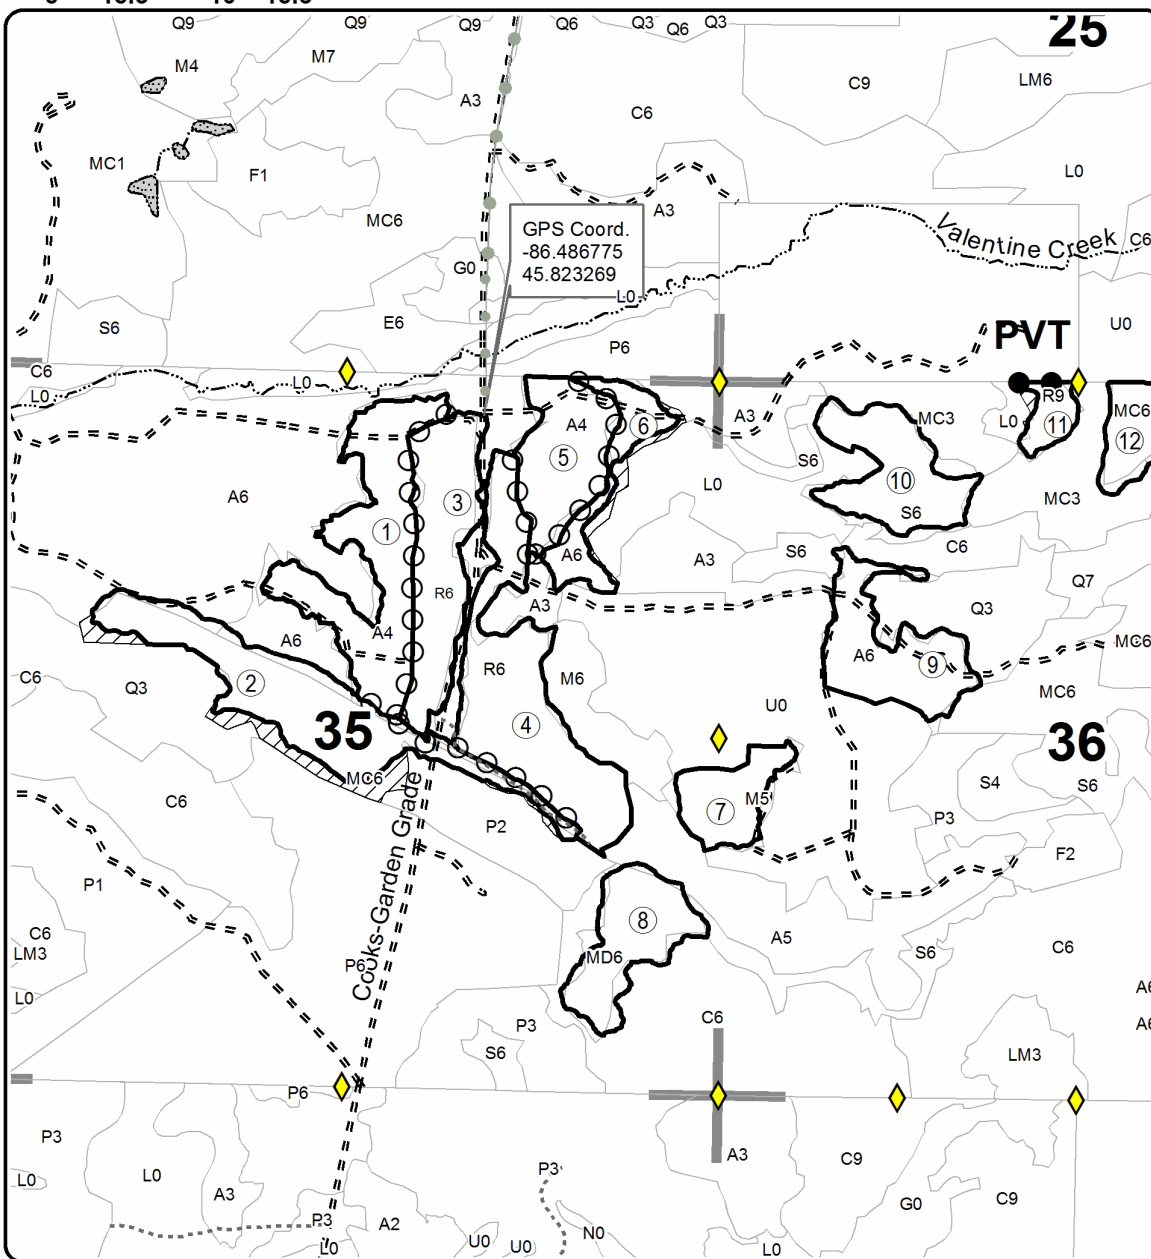 Q9
Q9
Q9
Q6
Q3
Q6
Q3
25
M4
M7
A3
C6
C9
LM6
MC1
F1
MC6
A3
L0
GPS Coord.
-86.486775
45.823269
Valentine Creek
C6
G0
L0
S6
E6
P6
PVT
U0
C6
L0
L0
A4
6
A3
R9
L0
11
MC6
12
MC3
5
S6
10
S6
L0
MC3
A6
3
1
A6
A3
S6
C6
Q7
R6
A3
Q3
A4
A6
MC6
C6
Q3
2
R6
M6
A6
9
MC6
35
4
U0
36
MC6
C6
M5
7
S4
S6
P2
P3
F2
P1
Cooks-Garden Grade
8
A5
C6
LM3
P6
MD6
S6
C6
L0
A6
A6
P3
C6
S6
LM3
P6
P3
L0
L0
A3
P3
A3
C9
G0
C9
P3
L0
A2
U0
U0
N0
L0